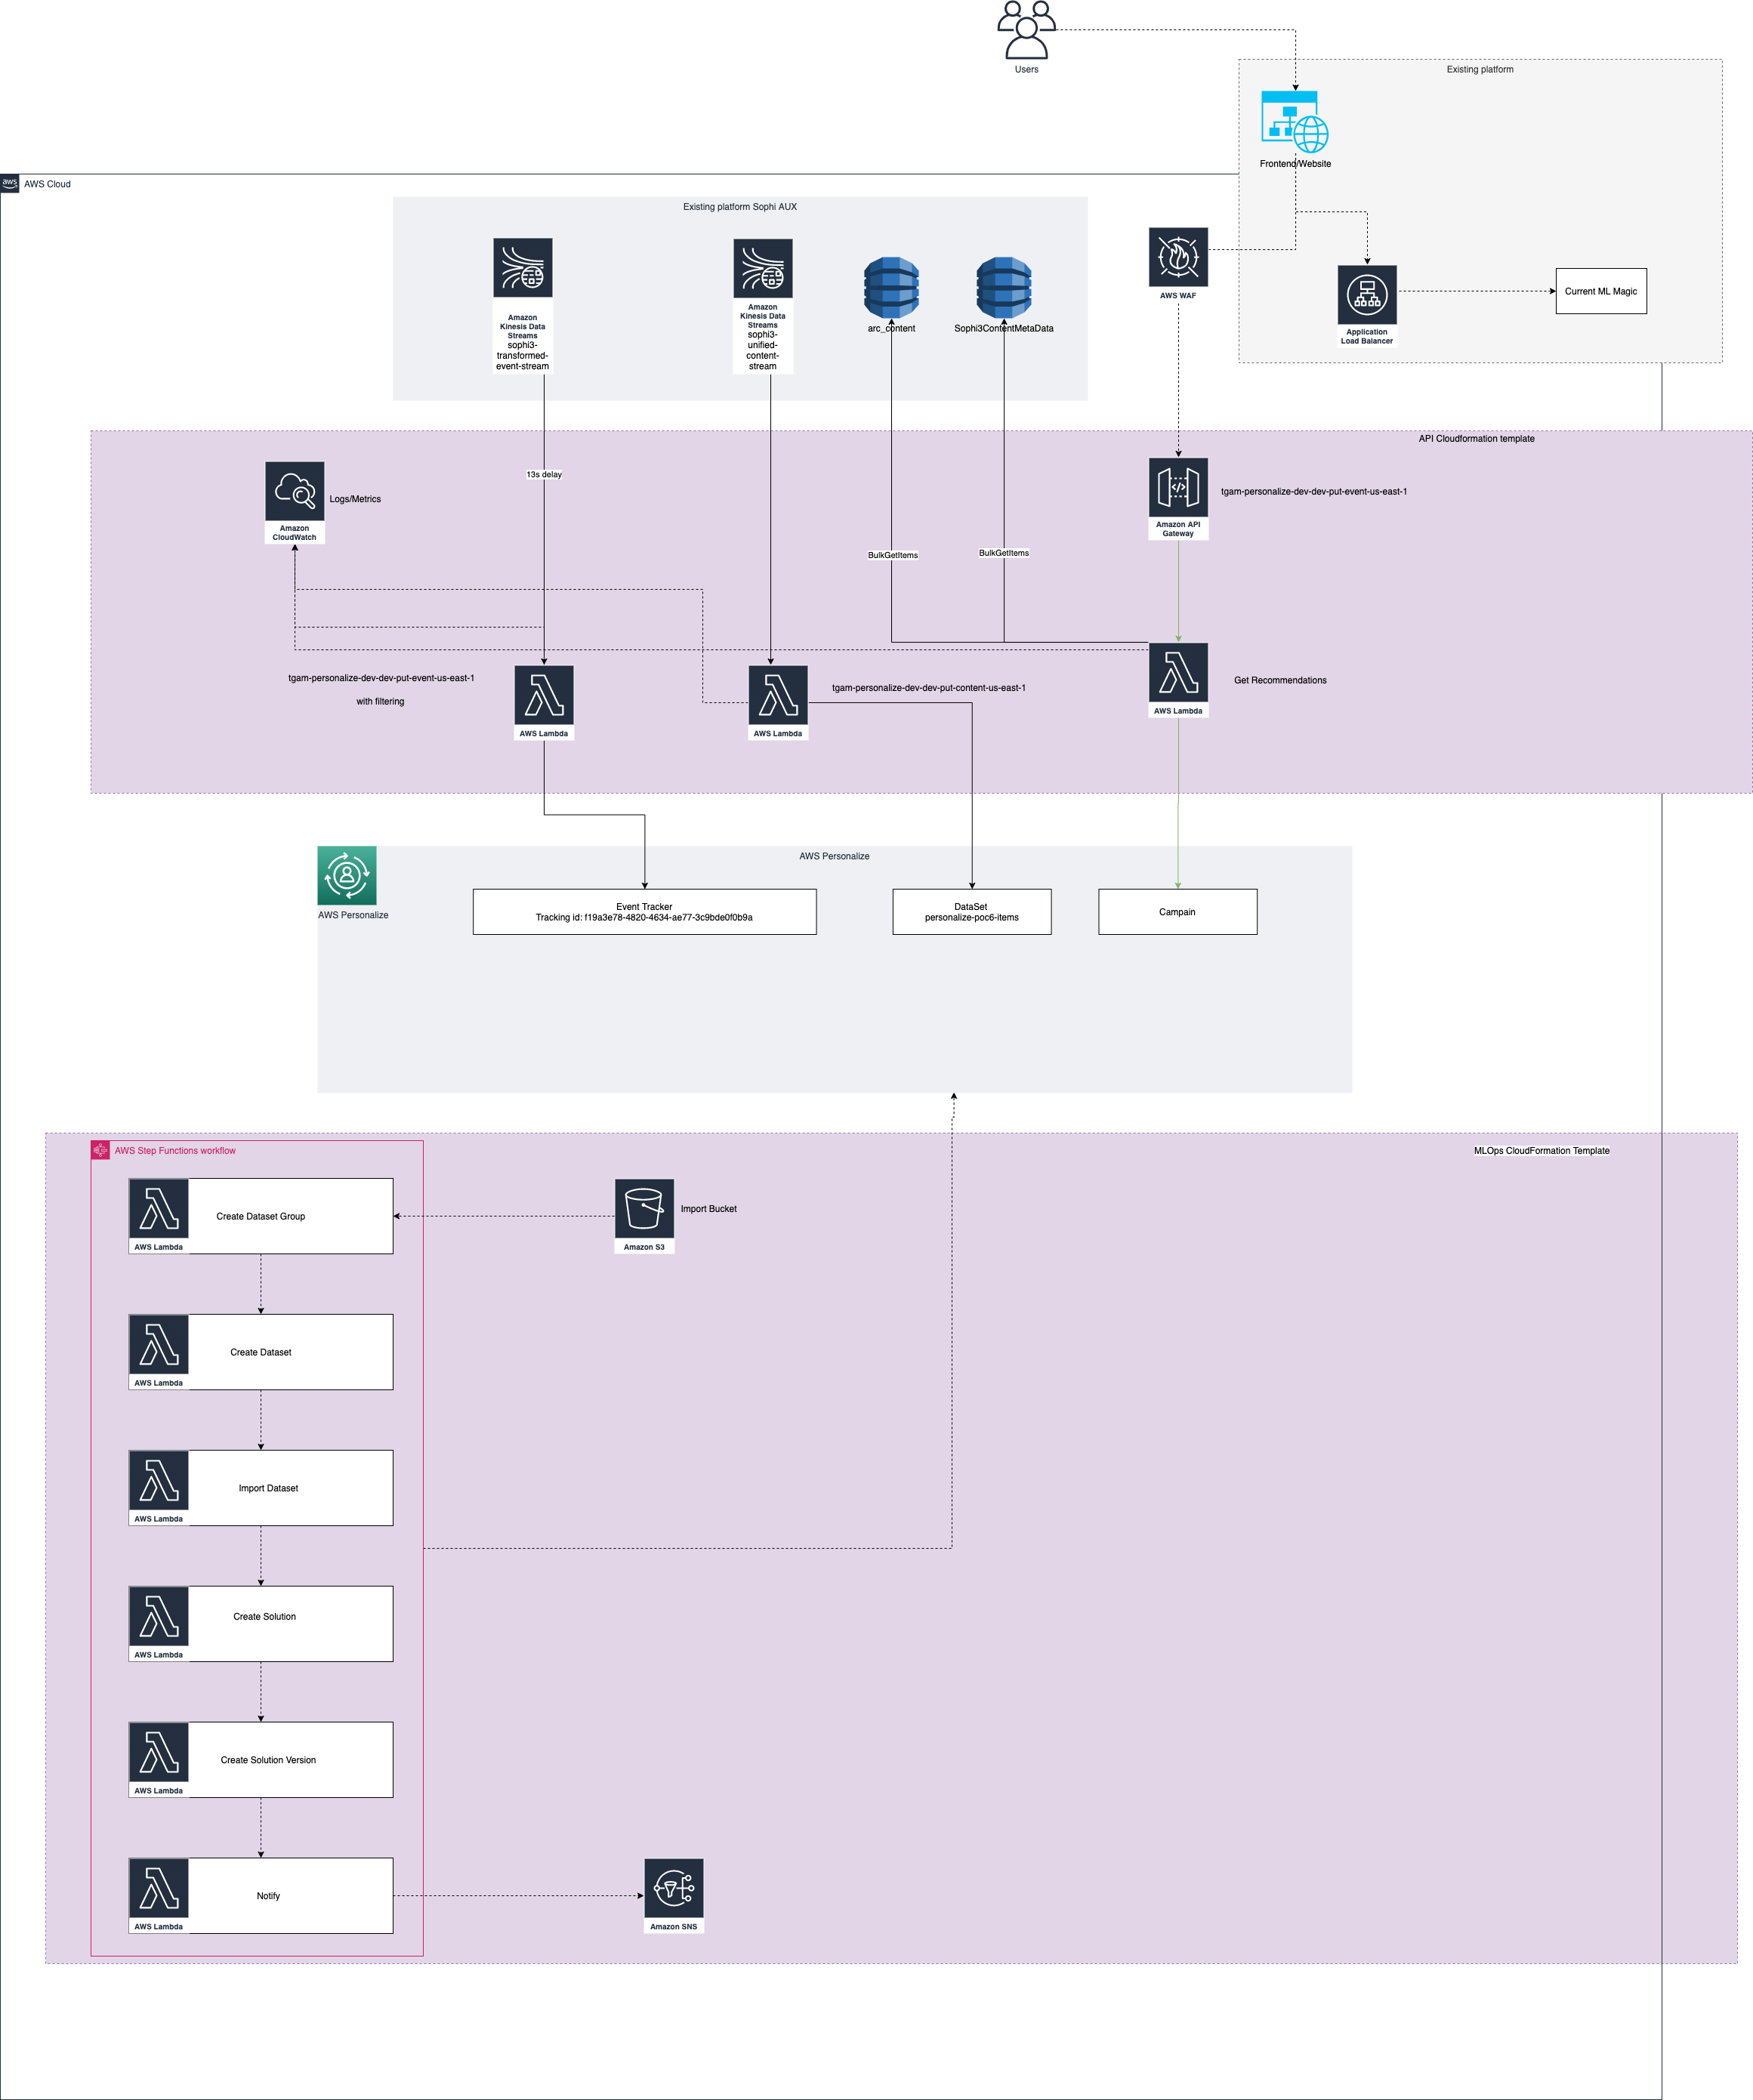 Users
Existing platform
Frontend/Website
aws
AWS Cloud
Existing platform Sophi AUX
Amazon
Kinesis Data
Streams
sophi3-
transformed-
event-stream
Amazon
Kinesis Data
Streams
sophi3-
unified-
content-
stream
arc_content
Sophi3ContentMetaData
AWS WAF
Application
Load Balancer
Current ML Magic
API Cloudformation template
13s delay
Logs/Metrics
Amazon
CloudWatch
BulkGetItems
BulkGetItems
Amazon API
Gateway
tgam-personalize-dev-dev-put-event-us-east-1
tgam-personalize-dev-dev-put-event-us-east-1
with filtering
AWS Lambda
AWS Lambda
tgam-personalize-dev-dev-put-content-us-east-1
AWS Lambda
Get Recommendations
AWS Personalize
AWS Personalize
Event Tracker
Tracking id: f19a3e78-4820-4634-ae77-3c9bde0f0b9a
DataSet
personalize-poc6-items
Campain
MLOps CloudFormation Template
AWS Step Functions workflow
AWS Lambda
Create Dataset Group
Amazon S3
Import Bucket
AWS Lambda
Create Dataset
AWS Lambda
Import Dataset
AWS Lambda
Create Solution
AWS Lambda
Create Solution Version
AWS Lambda
Notify
Amazon SNS